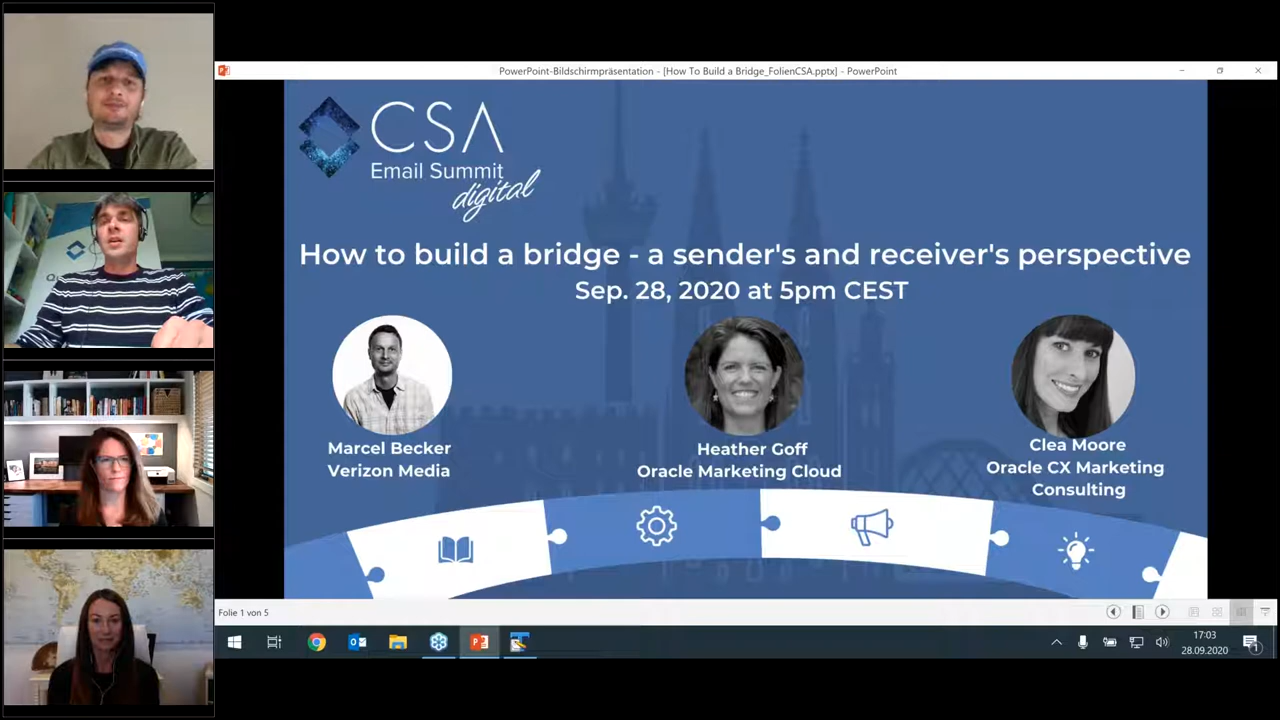 PowerPoint-Bildschirmpräsentation - [How To Build a Bridge_FolienCSA.pptx] - PowerPoint
CSA
Email Summit
digital
How to build a bridge - a sender's and receiver's perspective
Sep. 28, 2020 at 5pm CEST
Marcel Becker
Verizon Media
Heather Goff
Oracle Marketing Cloud
Clea Moore
Oracle CX Marketing
Consulting
Folie 1 von 5
17:03
28.09.2020
1